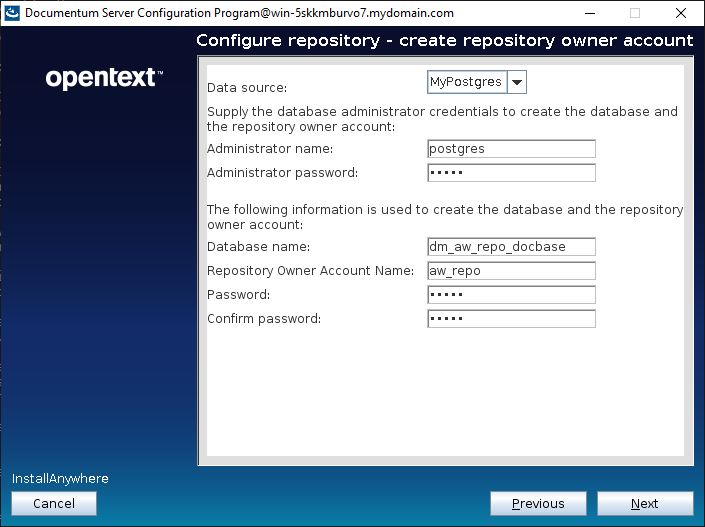 Documentum Server Configuration Program@win-5skkmburvo7.mydomain.com
Configure repository - create repository owner account
opentext™
Data source: MyPostgres
Supply the database administrator credentials to create the database and
the repository owner account:
Administrator name: postgres
Administrator password: •••••
The following information is used to create the database and the repository
owner account:
Database name: dm_aw_repo_docbase
Repository Owner Account Name: aw_repo
Password: •••••
Confirm password: •••••
InstallAnywhere
Cancel Previous Next